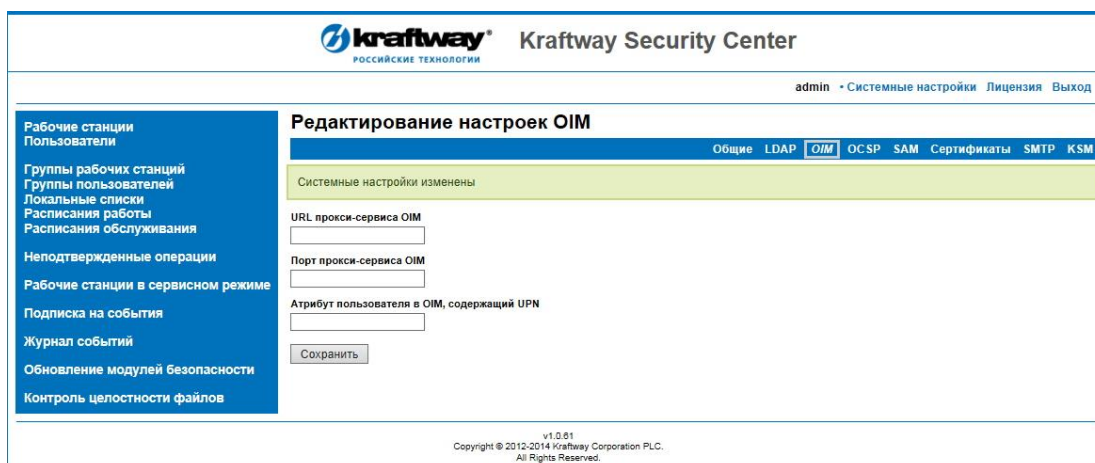 kraftway®
РОССИЙСКИЕ ТЕХНОЛОГИИ
Kraftway Security Center
admin • Системные настройки Лицензия Выход
Рабочие станции
Пользователи
Группы рабочих станций
Группы пользователей
Локальные списки
Расписания работы
Расписания обслуживания
Неподтвержденные операции
Рабочие станции в сервисном режиме
Подписка на события
Журнал событий
Обновление модулей безопасности
Контроль целостности файлов
Редактирование настроек OIM
Общие LDAP OIM OCSP SAM Сертификаты SMTP KSM
Системные настройки изменены
URL прокси-сервиса OIM
Порт прокси-сервиса OIM
Атрибут пользователя в OIM, содержащий UPN
Сохранить
v1.0.61
Copyright © 2012-2014 Kraftway Corporation PLC.
All Rights Reserved.